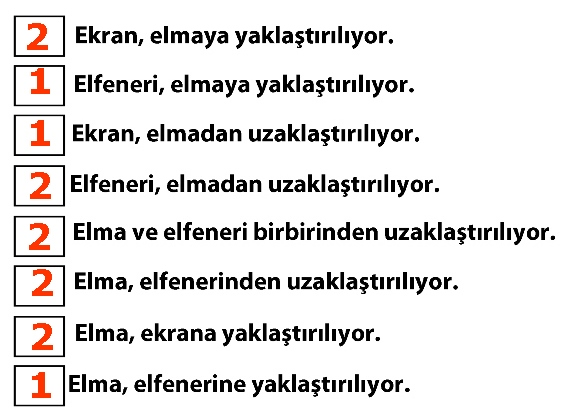 2 Ekran, elmaya yaklaştırılıyor.
1 Elfeneri, elmaya yaklaştırılıyor.
1 Ekran, elmadan uzaklaştırılıyor.
2 Elfeneri, elmadan uzaklaştırılıyor.
2 Elma ve elfeneri birbirinden uzaklaştırılıyor.
2 Elma, elfenerinden uzaklaştırılıyor.
2 Elma, ekrana yaklaştırılıyor.
1 Elma, elfenerine yaklaştırılıyor.